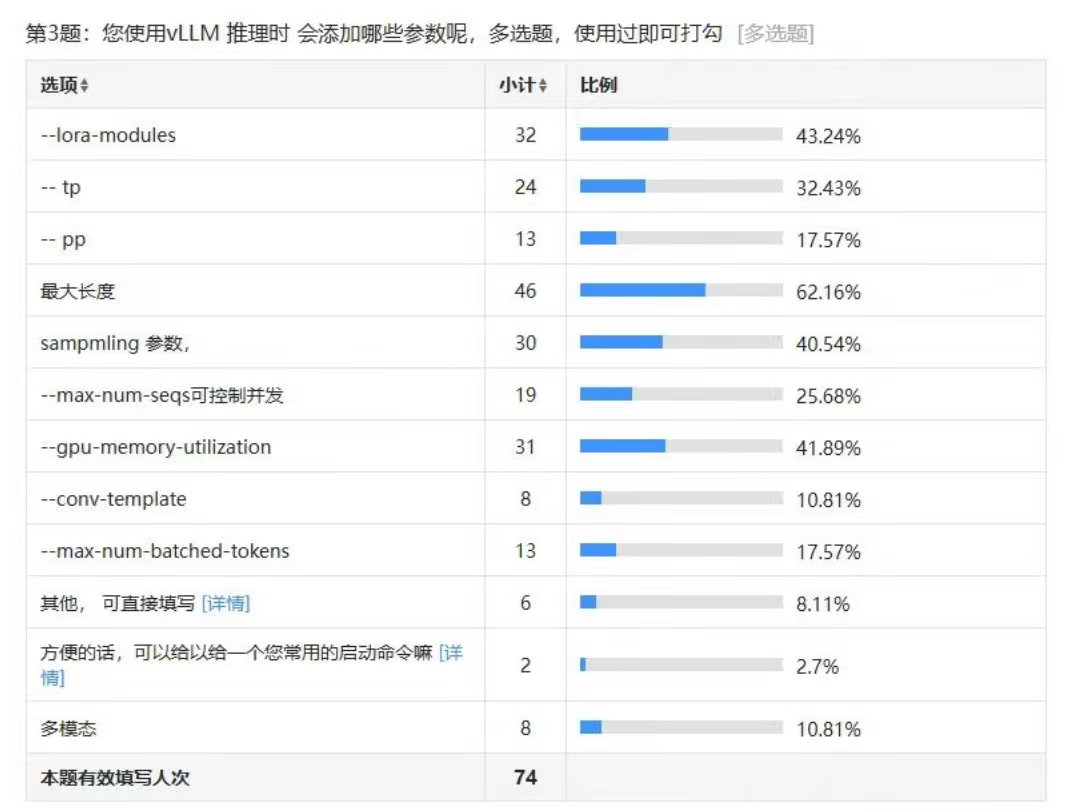 第3题：您使用vLLM 推理时 会添加哪些参数呢，多选题，使用过即可打勾 [多选题]
选项 小计 比例
--lora-modules 32 43.24%
-- tp 24 32.43%
-- pp 13 17.57%
最大长度 46 62.16%
sampmling 参数， 30 40.54%
--max-num-seqs可控制并发 19 25.68%
--gpu-memory-utilization 31 41.89%
--conv-template 8 10.81%
--max-num-batched-tokens 13 17.57%
其他， 可直接填写 [详情] 6 8.11%
方便的话，可以给以给一个您常用的启动命令嘛 [详
情] 2 2.7%
多模态 8 10.81%
本题有效填写人次 74